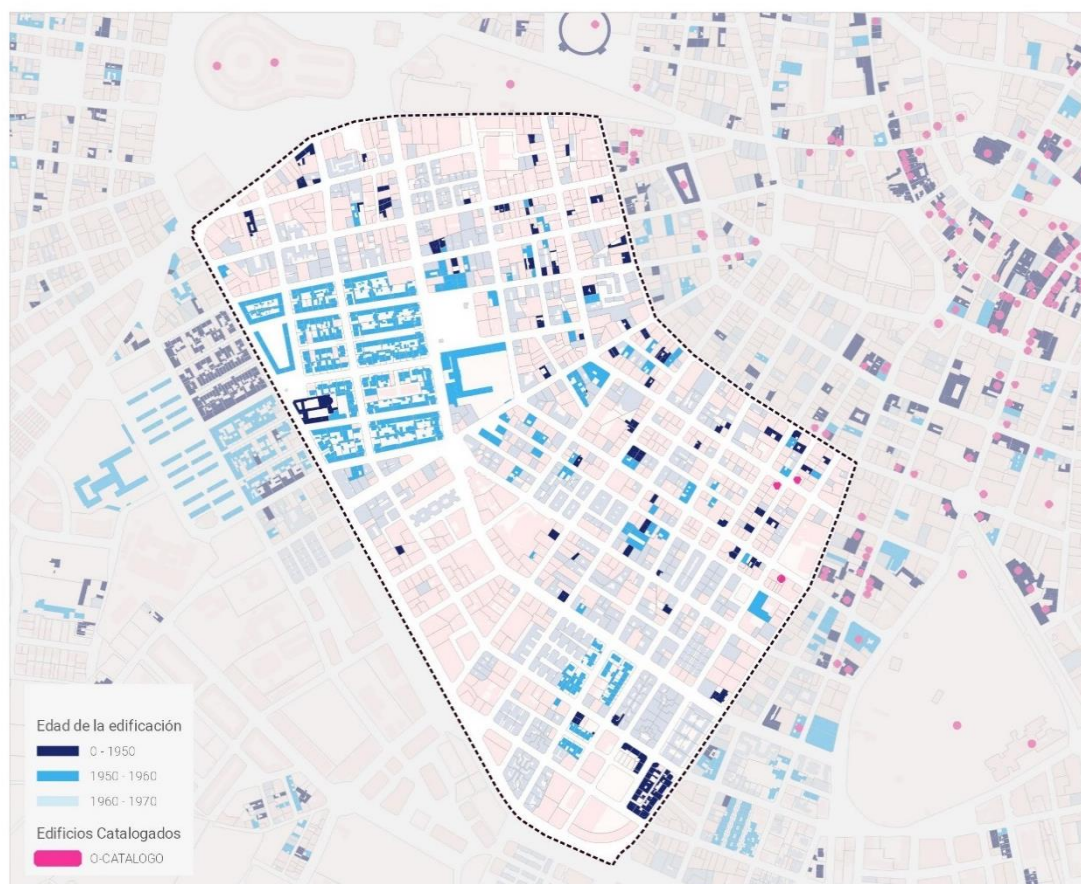 Edad de la edificación
0 - 1950
1950 - 1960
1960 - 1970
Edificios Catalogados
O-CATALOGO